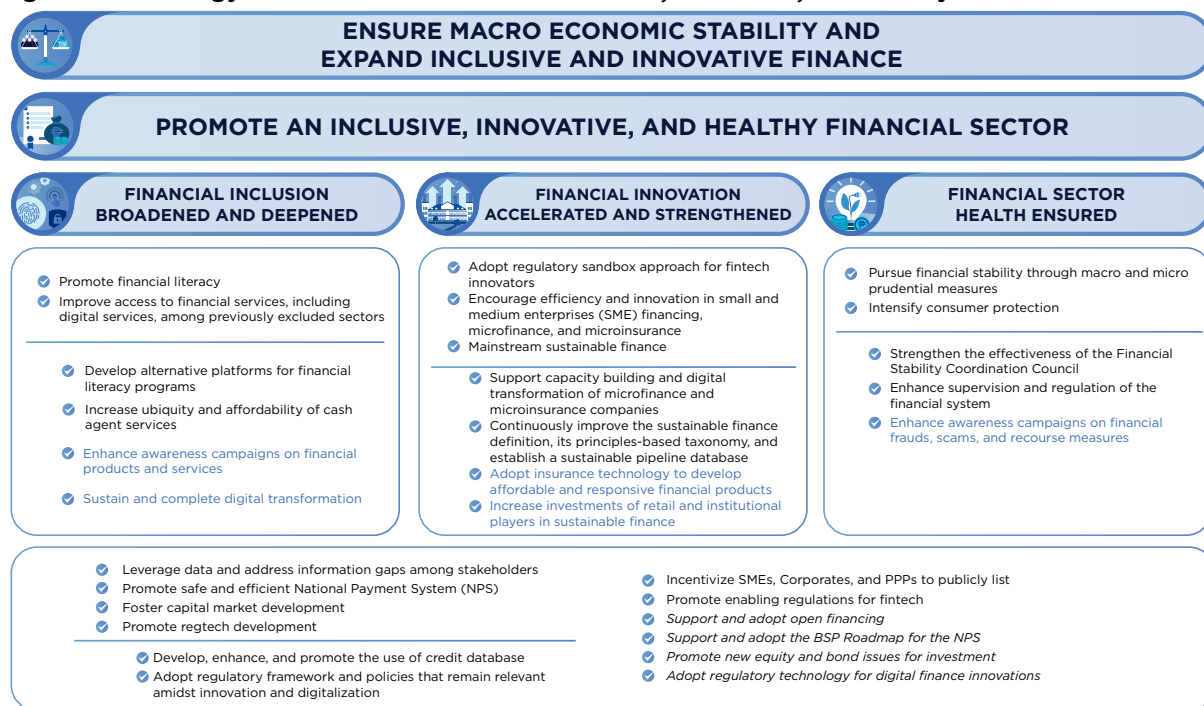 ENSURE MACRO ECONOMIC STABILITY AND
EXPAND INCLUSIVE AND INNOVATIVE FINANCE
PROMOTE AN INCLUSIVE, INNOVATIVE, AND HEALTHY FINANCIAL SECTOR
FINANCIAL INCLUSION
BROADENED AND DEEPENED
Promote financial literacy
Improve access to financial services, including
digital services, among previously excluded sectors
Develop alternative platforms for financial
literacy programs
Increase ubiquity and affordability of cash
agent services
Enhance awareness campaigns on financial
products and services
Sustain and complete digital transformation
FINANCIAL INNOVATION
ACCELERATED AND STRENGTHENED
Adopt regulatory sandbox approach for fintech
innovators
Encourage efficiency and innovation in small and
medium enterprises (SME) financing,
microfinance, and microinsurance
Mainstream sustainable finance
Support capacity building and digital
transformation of microfinance and
microinsurance companies
Continuously improve the sustainable finance
definition, its principles-based taxonomy, and
establish a sustainable pipeline database
Adopt insurance technology to develop
affordable and responsive financial products
Increase investments of retail and institutional
players in sustainable finance
FINANCIAL SECTOR
HEALTH ENSURED
Pursue financial stability through macro and micro
prudential measures
Intensify consumer protection
Strengthen the effectiveness of the Financial
Stability Coordination Council
Enhance supervision and regulation of the
financial system
Enhance awareness campaigns on financial
frauds, scams, and recourse measures
Leverage data and address information gaps among stakeholders
Promote safe and efficient National Payment System (NPS)
Foster capital market development
Promote regtech development
Develop, enhance, and promote the use of credit database
Adopt regulatory framework and policies that remain relevant
amidst innovation and digitalization
Incentivize SMEs, Corporates, and PPPs to publicly list
Promote enabling regulations for fintech
Support and adopt open financing
Support and adopt the BSP Roadmap for the NPS
Promote new equity and bond issues for investment
Adopt regulatory technology for digital finance innovations